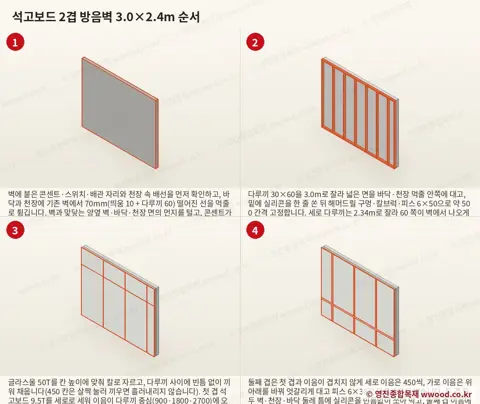 석고보드 2겹 방음벽 3.0×2.4m 순서
1
2
벽에 붙은 콘센트·스위치·배관 자리와 천장 속 배선을 먼저 확인하고, 바
닥과 천장에 기존 벽에서 70mm(띄움 10 + 다루끼 60) 떨어진 선을 먹줄
로 튕깁니다. 벽과 맞닿는 양옆 벽·바닥·천장 면의 먼지를 털고, 콘센트가
다루끼 30×60을 3.0m로 잘라 넓은 면을 바닥·천장 먹줄 안쪽에 대고,
밑에 실리콘을 한 줄 쏜 뒤 해머드릴 구멍·칼브럭·피스 6×50으로 약 50
0 간격 고정합니다. 세로 다루끼는 2.34m로 잘라 60 쪽이 벽에서 나오게
3
4
글라스울 50T를 칸 높이에 맞춰 칼로 자르고, 다루끼 사이에 빈틈 없이 끼
워 채웁니다(450 칸은 살짝 눌러 끼우면 흘러내리지 않습니다). 첫 겹 석
고보드 9.5T를 세로로 세워 이음이 다루끼 중심(900·1800·2700)에 오
둘째 겹은 첫 겹과 이음이 겹치지 않게 세로 이음은 450씩, 가로 이음은 위
아래를 바꿔 엇갈리게 대고 피스 6×3
© 영진종합목재 wwood.co.kr